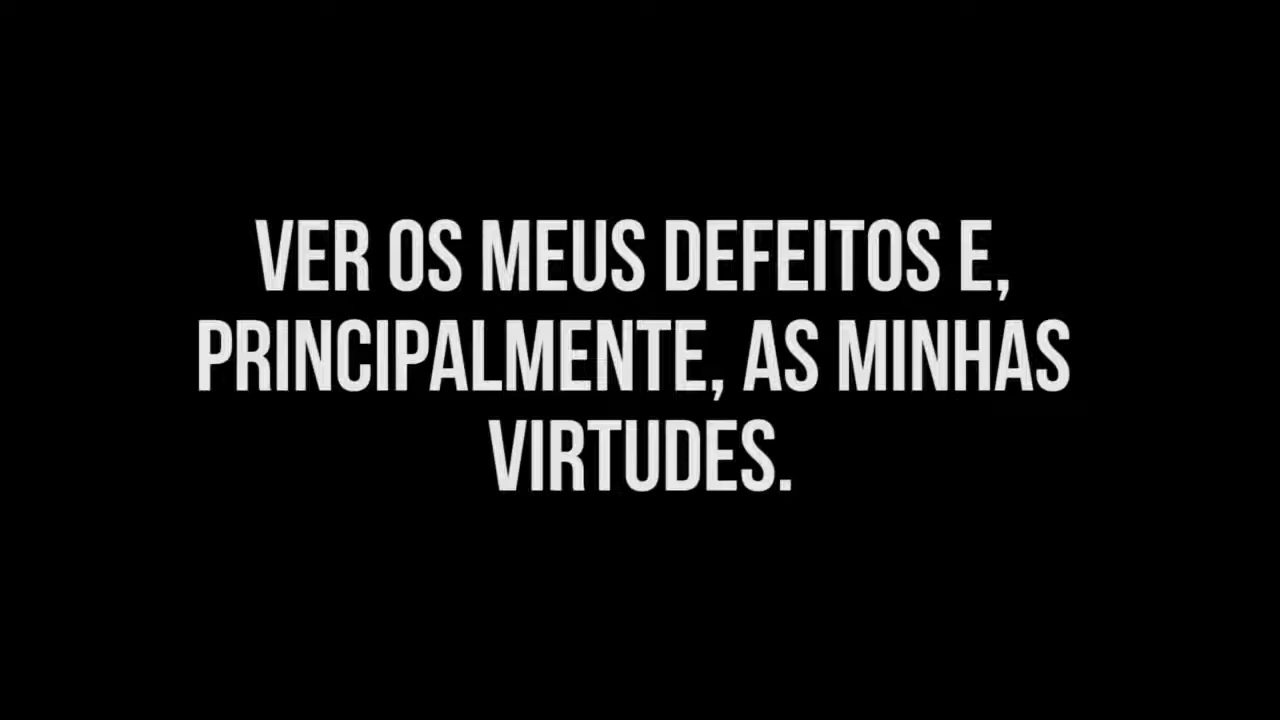 VER OS MEUS DEFEITOS E,
PRINCIPALMENTE, AS MINHAS
VIRTUDES.